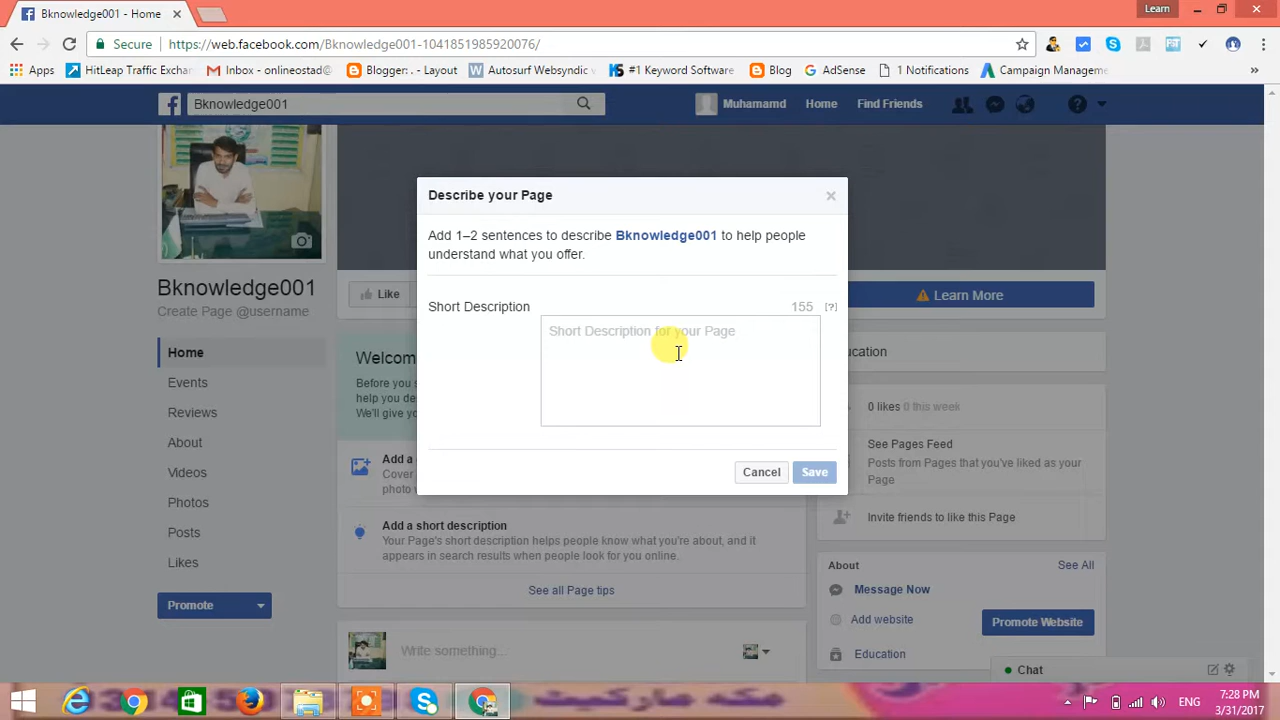 Bknowledge001 - Home
Learn
Secure
https://web.facebook.com/Bknowledge001-1041851985920076/
Apps
HitLeap Traffic Exchan
Inbox - onlineostad@
Blogger: . - Layout
Autosurf Websyndic
#1 Keyword Software
Blog
AdSense
1 Notifications
Campaign Manageme
»
Bknowledge001
Muhamamd
Home
Find Friends
Describe your Page
Add 1–2 sentences to describe Bknowledge001 to help people
understand what you offer.
Short Description
155
[?]
Short Description for your Page
Cancel
Save
Bknowledge001
Create Page @username
Home
Events
Reviews
About
Videos
Photos
Posts
Likes
Promote
Like
Learn More
Welcom
Before you s
help you de
We'll give yo
Add a
Cover
photo
Add a short description
Your Page's short description helps people know what you're about, and it
appears in search results when people look for you online.
See all Page tips
Write something...
ucation
0 likes 0 this week
See Pages Feed
Posts from Pages that you've liked as your
Page
Invite friends to like this Page
About
See All
Message Now
Add website
Promote Website
Education
Chat
ENG
7:28 PM
3/31/2017